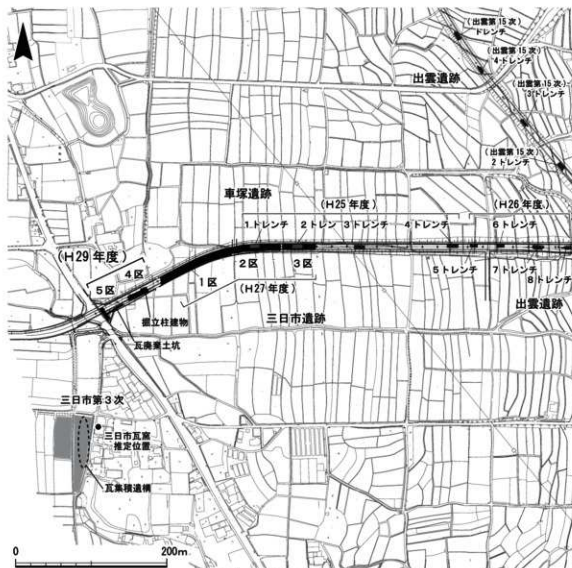 (出雲第15次)
トレンチ
(出雲第15次)
4トレンチ
出雲遺跡
(出雲第15次)
3トレンチ
(出雲第15次)
2トレンチ
車塚遺跡
(H25年度)
(H26年度)
1トレンチ
2トレン
3トレンチ
4トレンチ
6トレンチ
(H29年度)
4区
5区
2区
3区
1区
(H27年度)
5トレンチ
7トレンチ
8トレンチ
出雲遺跡
掘立柱建物
三日市遺跡
瓦廃棄土坑
三日市第3次
三日市瓦窯
推定位置
瓦集積遺構
0
200m